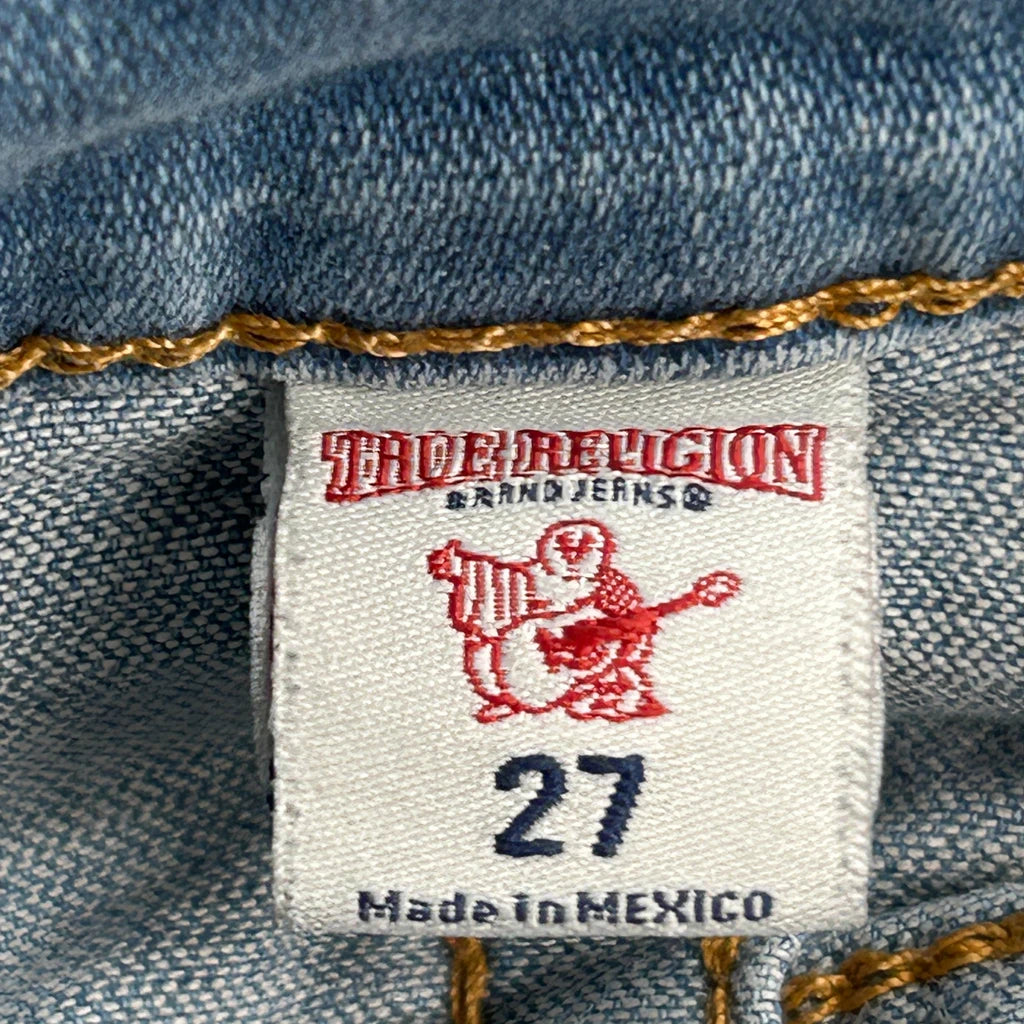 TRUE RELIGION
BRAND JEANS
27
Made in MEXICO